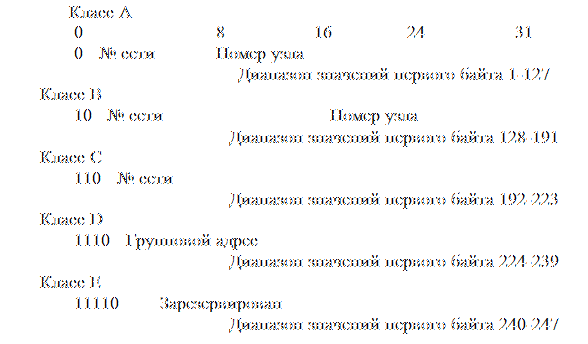 Класс A
0 8 16 24 31
0 № сети Номер узла
Диапазон значений первого байта 1-127
Класс B
10 № сети Номер узла
Диапазон значений первого байта 128-191
Класс C
110 № сети
Диапазон значений первого байта 192-223
Класс D
1110 Групповой адрес
Диапазон значений первого байта 224-239
Класс E
11110 Зарезервирован
Диапазон значений первого байта 240-247